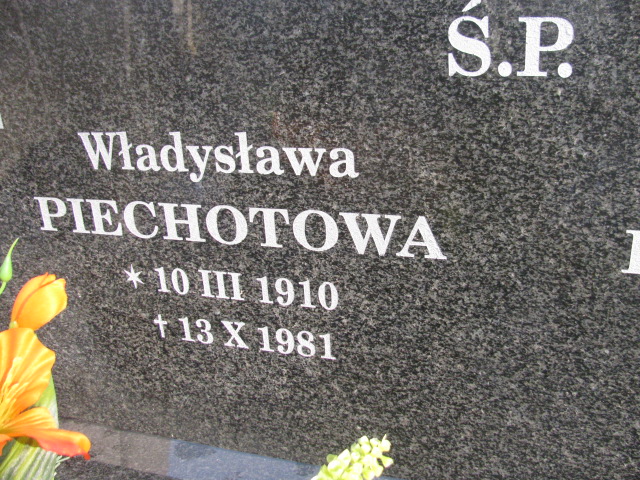 Ś.P.
Władysława
PIECHOTOWA
* 10 III 1910
† 13 X 1981